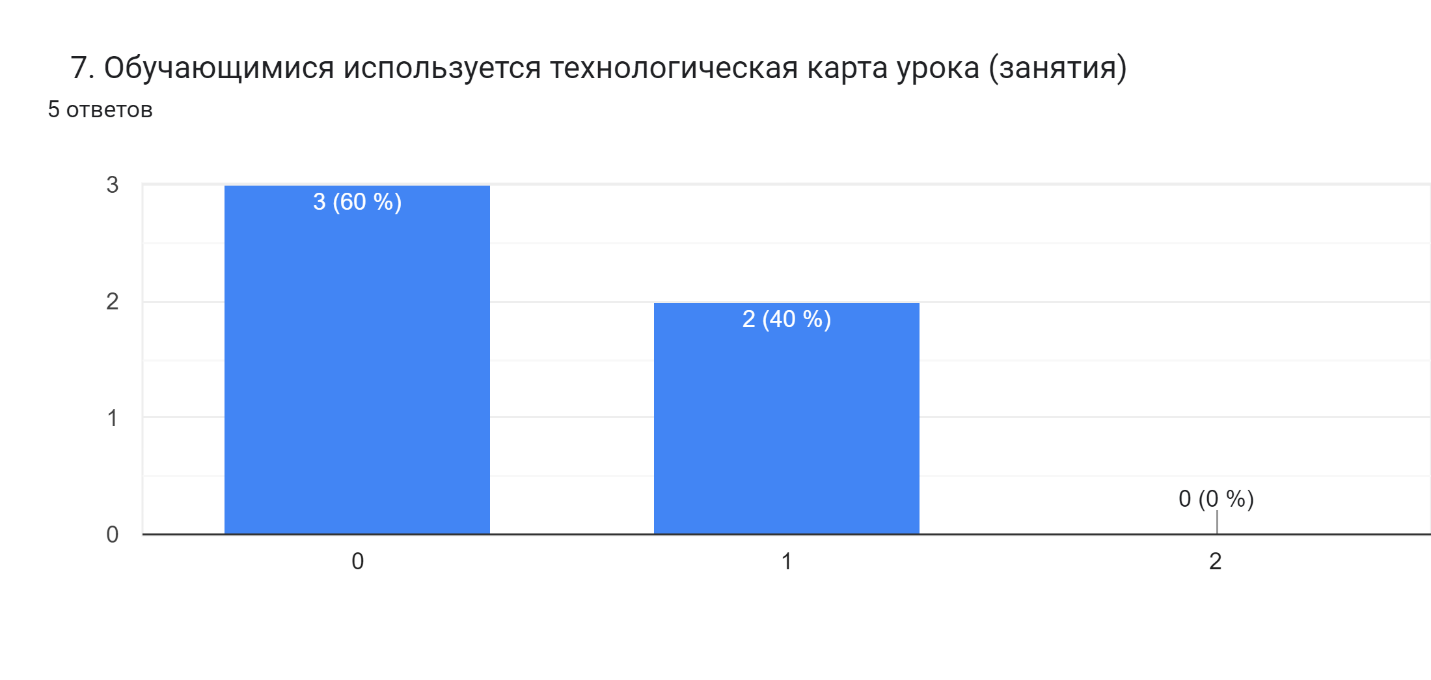 7. Обучающимися используется технологическая карта урока (занятия)
5 ответов
3
3 (60 %)
2
2 (40 %)
1
0 (0 %)
0
0
1
2